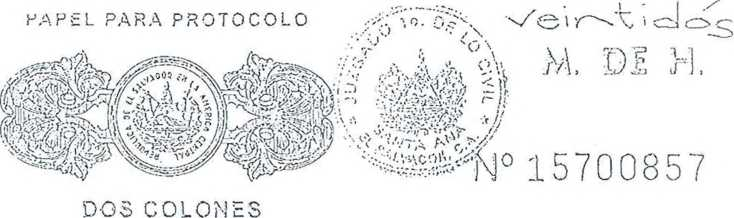 PAPEL PARA PROTOCOLO
REPUBLICA DE EL SALVADOR EN LA AMERICA CENTRAL
DOS COLONES
JUZGADO 1o. DE LO CIVIL
SANTA ANA
EL SALVADOR, C.A.
veintidós
M. DE H.
Nº 15700857